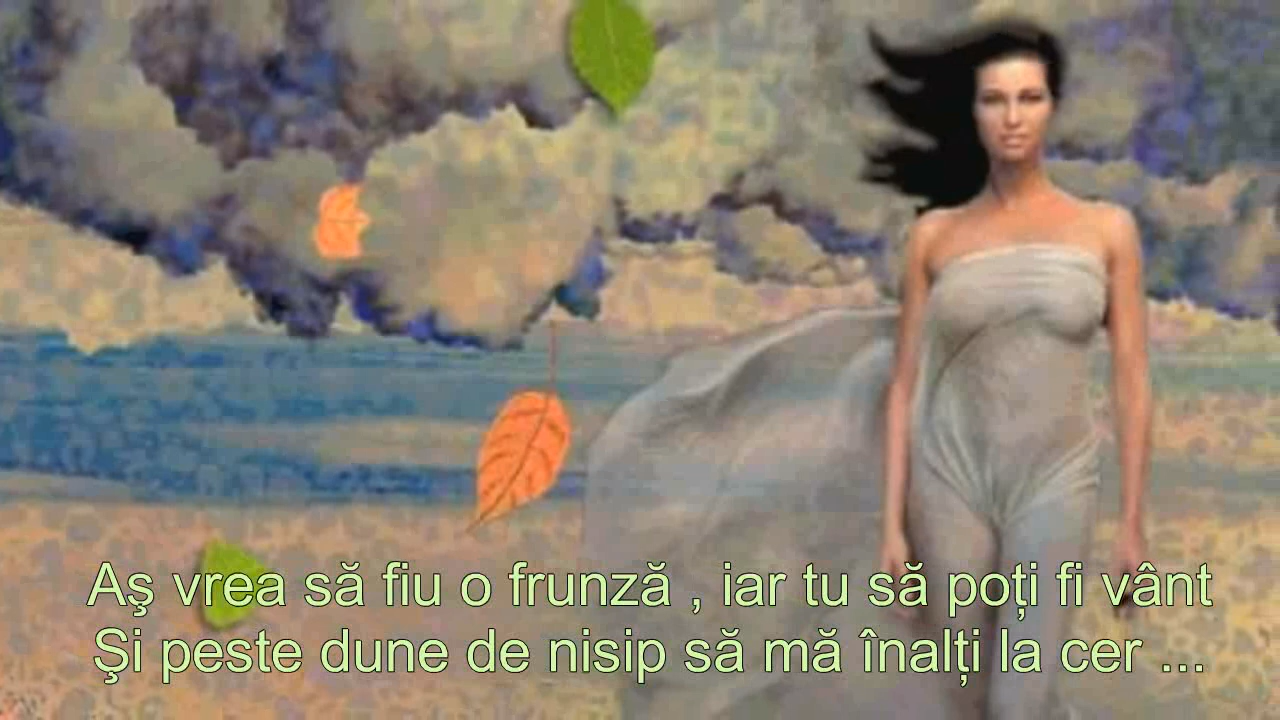 Aş vrea să fiu o frunză , iar tu să poți fi vânt
Şi peste dune de nisip să mă înalți la cer ...